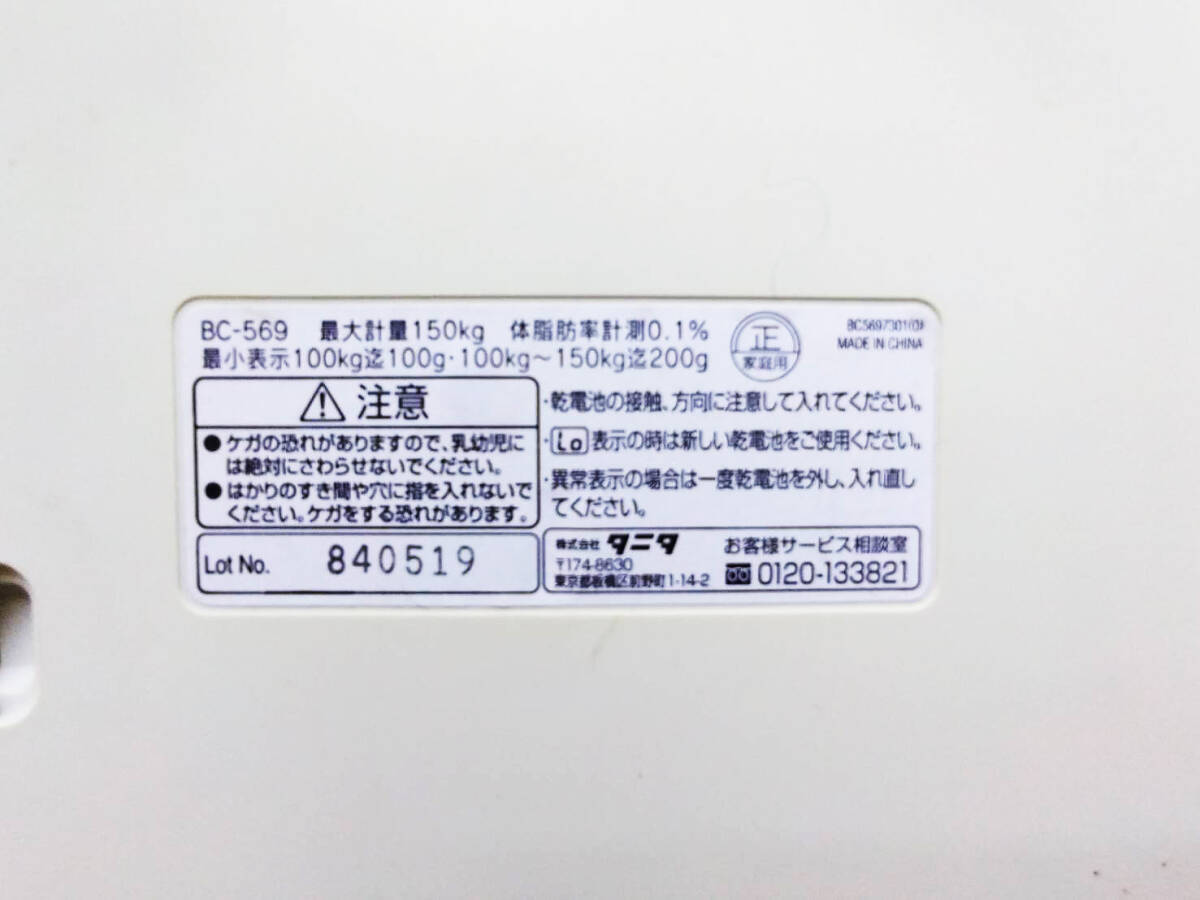 BC-569 最大計量150kg 体脂肪率計測0.1%
最小表示100kg迄100g・100kg～150kg迄200g
正
家庭用
MADE IN CHINA
注意
●ケガの恐れがありますので、乳幼児に
は絶対にさわらせないでください。
●はかりのすき間や穴に指を入れないで
ください。ケガをする恐れがあります。
Lot No. 840519
・乾電池の接触、方向に注意して入れてください。
・Lo表示の時は新しい乾電池をご使用ください。
・異常表示の場合は一度乾電池を外し、入れ直し
てください。
株式会社 タニタ
〒174-8630
東京都板橋区前野町1-14-2
お客様サービス相談室
0120-133821